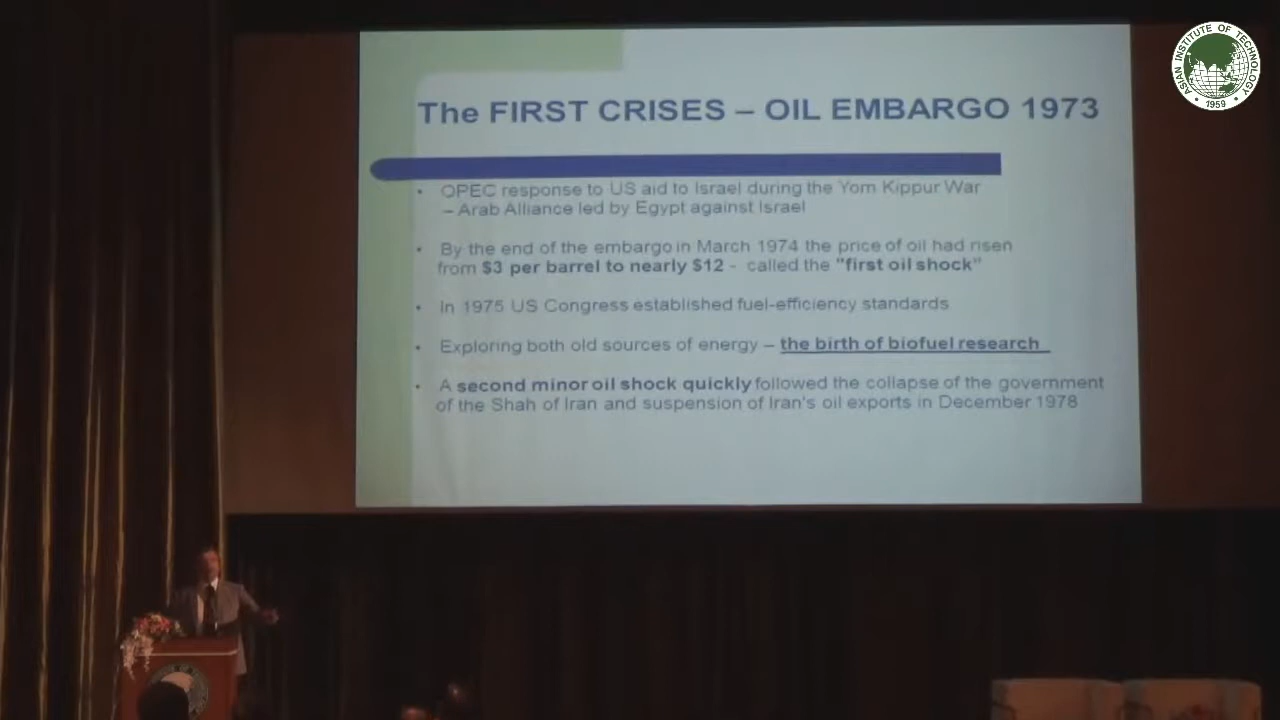 The FIRST CRISES – OIL EMBARGO 1973
• OPEC response to US aid to Israel during the Yom Kippur War
– Arab Alliance led by Egypt against Israel
• By the end of the embargo in March 1974 the price of oil had risen
from $3 per barrel to nearly $12 - called the "first oil shock"
• In 1975 US Congress established fuel-efficiency standards
• Exploring both old sources of energy – the birth of biofuel research
• A second minor oil shock quickly followed the collapse of the government
of the Shah of Iran and suspension of Iran's oil exports in December 1978
ASIAN INSTITUTE OF TECHNOLOGY
• 1959 •